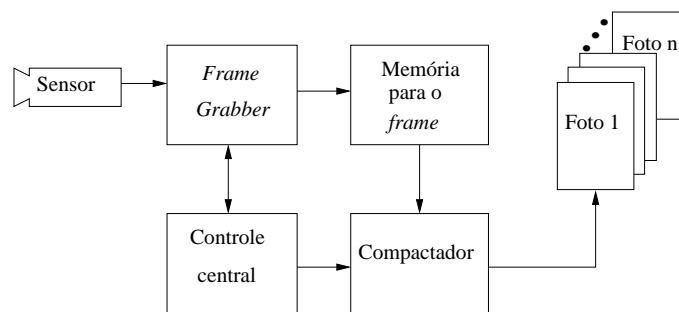 Sensor
Frame
Grabber
Memória
para o
frame
Foto n
Foto 1
Controle
central
Compactador